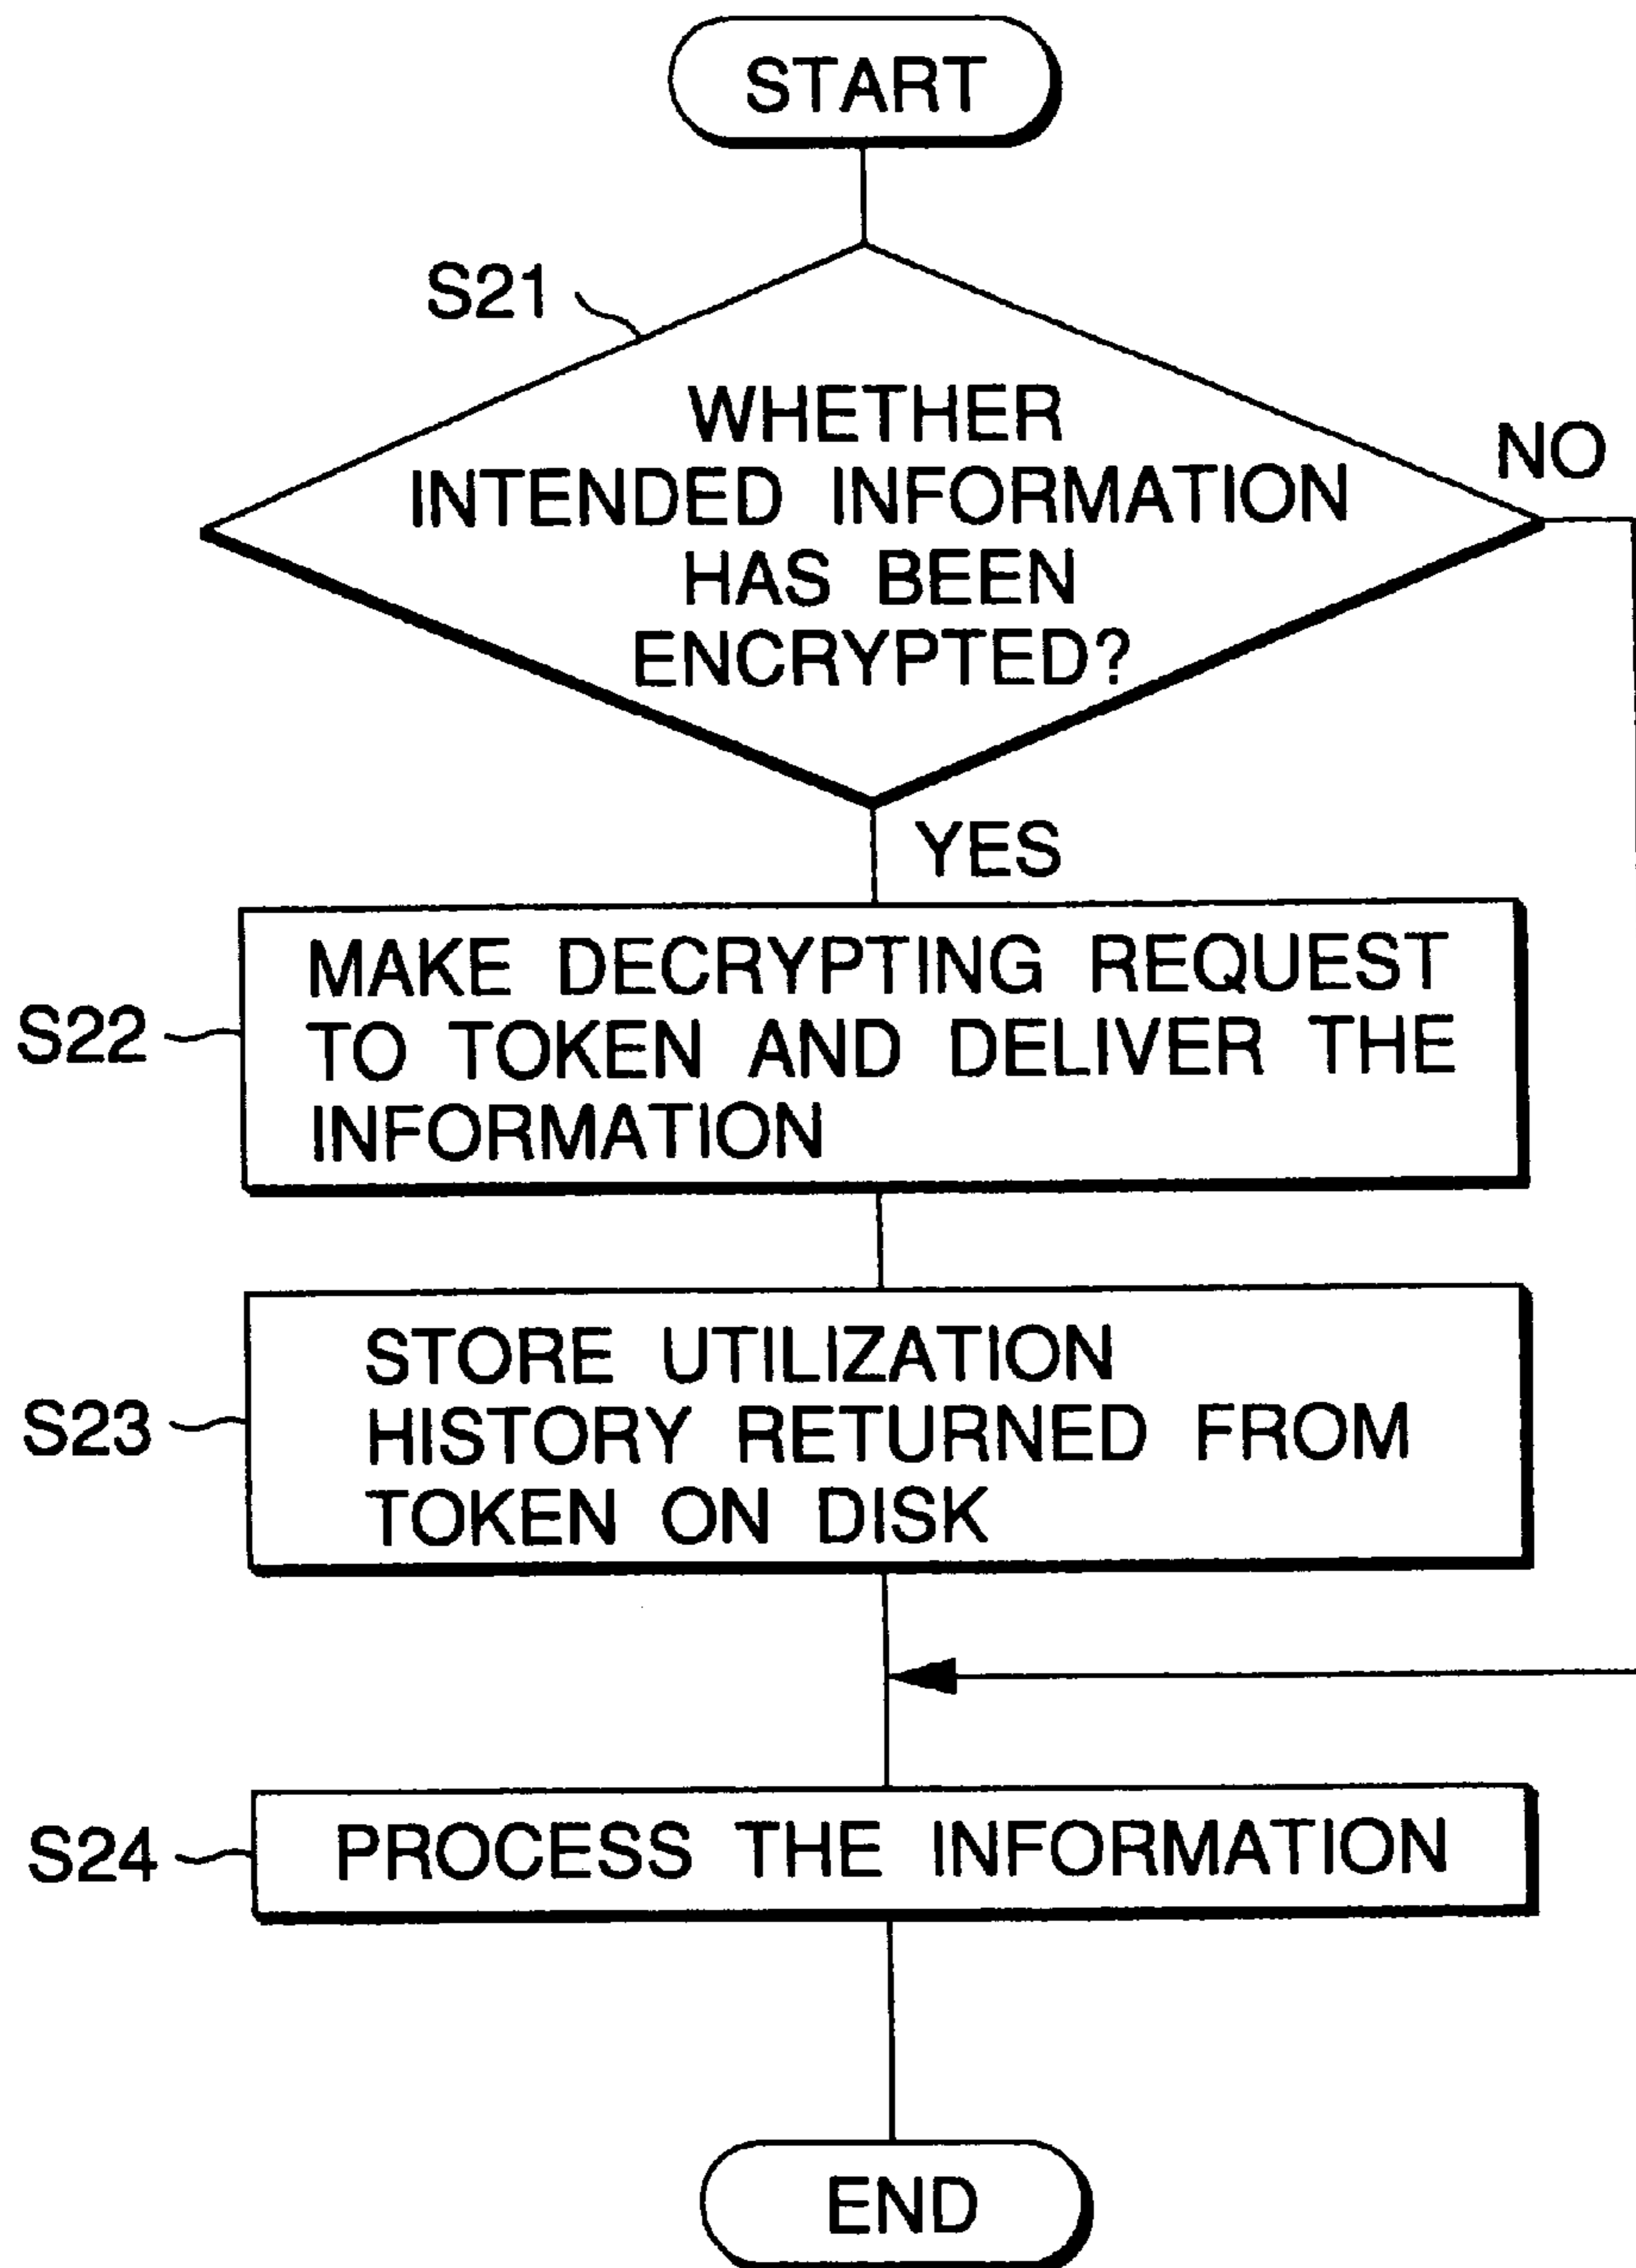 START
S21
WHETHER
INTENDED INFORMATION
HAS BEEN
ENCRYPTED?
NO
YES
S22
MAKE DECRYPTING REQUEST
TO TOKEN AND DELIVER THE
INFORMATION
S23
STORE UTILIZATION
HISTORY RETURNED FROM
TOKEN ON DISK
S24
PROCESS THE INFORMATION
END